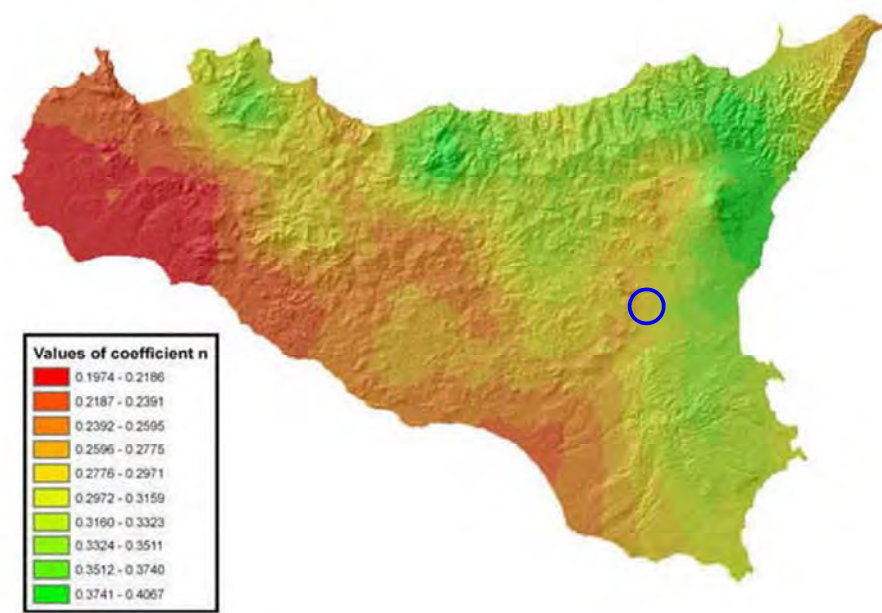 Values of coefficient n
0.1974 - 0.2186
0.2187 - 0.2391
0.2392 - 0.2595
0.2596 - 0.2775
0.2776 - 0.2971
0.2972 - 0.3159
0.3160 - 0.3323
0.3324 - 0.3511
0.3512 - 0.3740
0.3741 - 0.4067